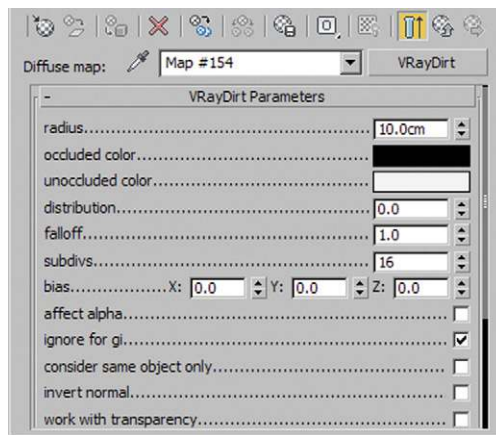 Diffuse map: Map #154 VRayDirt
- VRayDirt Parameters
radius.......................................................... 10.0cm
occluded color..................................................
unoccluded color................................................
distribution.................................................... 0.0
falloff......................................................... 1.0
subdivs......................................................... 16
bias.................X: 0.0 Y: 0.0 Z: 0.0
affect alpha....................................................
ignore for gi...................................................
consider same object only.......................................
invert normal...................................................
work with transparency..........................................